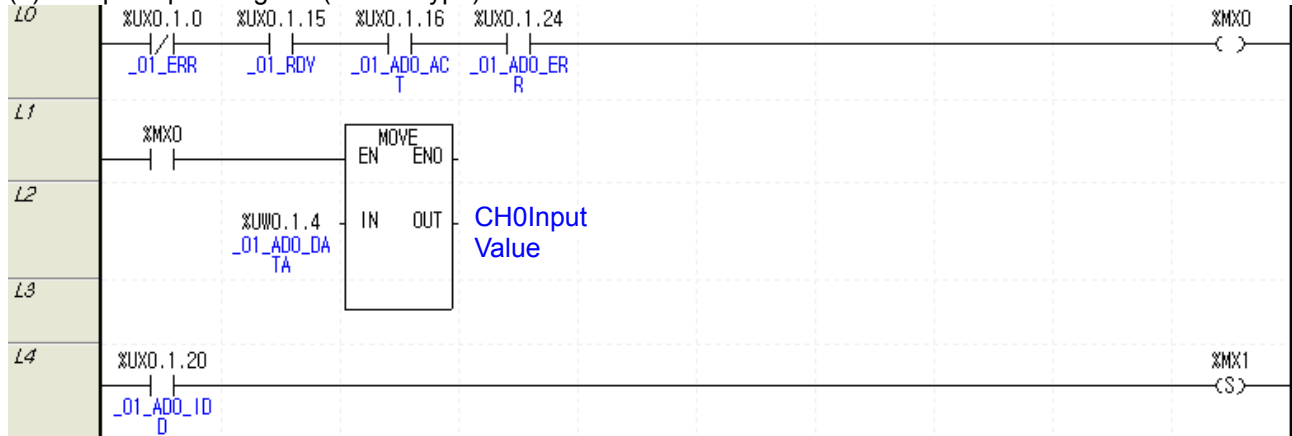 L0 %UX0.1.0 %UX0.1.15 %UX0.1.16 %UX0.1.24 %MX0
_01_ERR _01_RDY _01_AD0_AC _01_AD0_ER
T R
L1
%MX0 MOVE
EN ENO
L2
%UW0.1.4 IN OUT CH0Input
_01_AD0_DA Value
TA
L3
L4 %UX0.1.20 %MX1
(S)
_01_AD0_ID
D